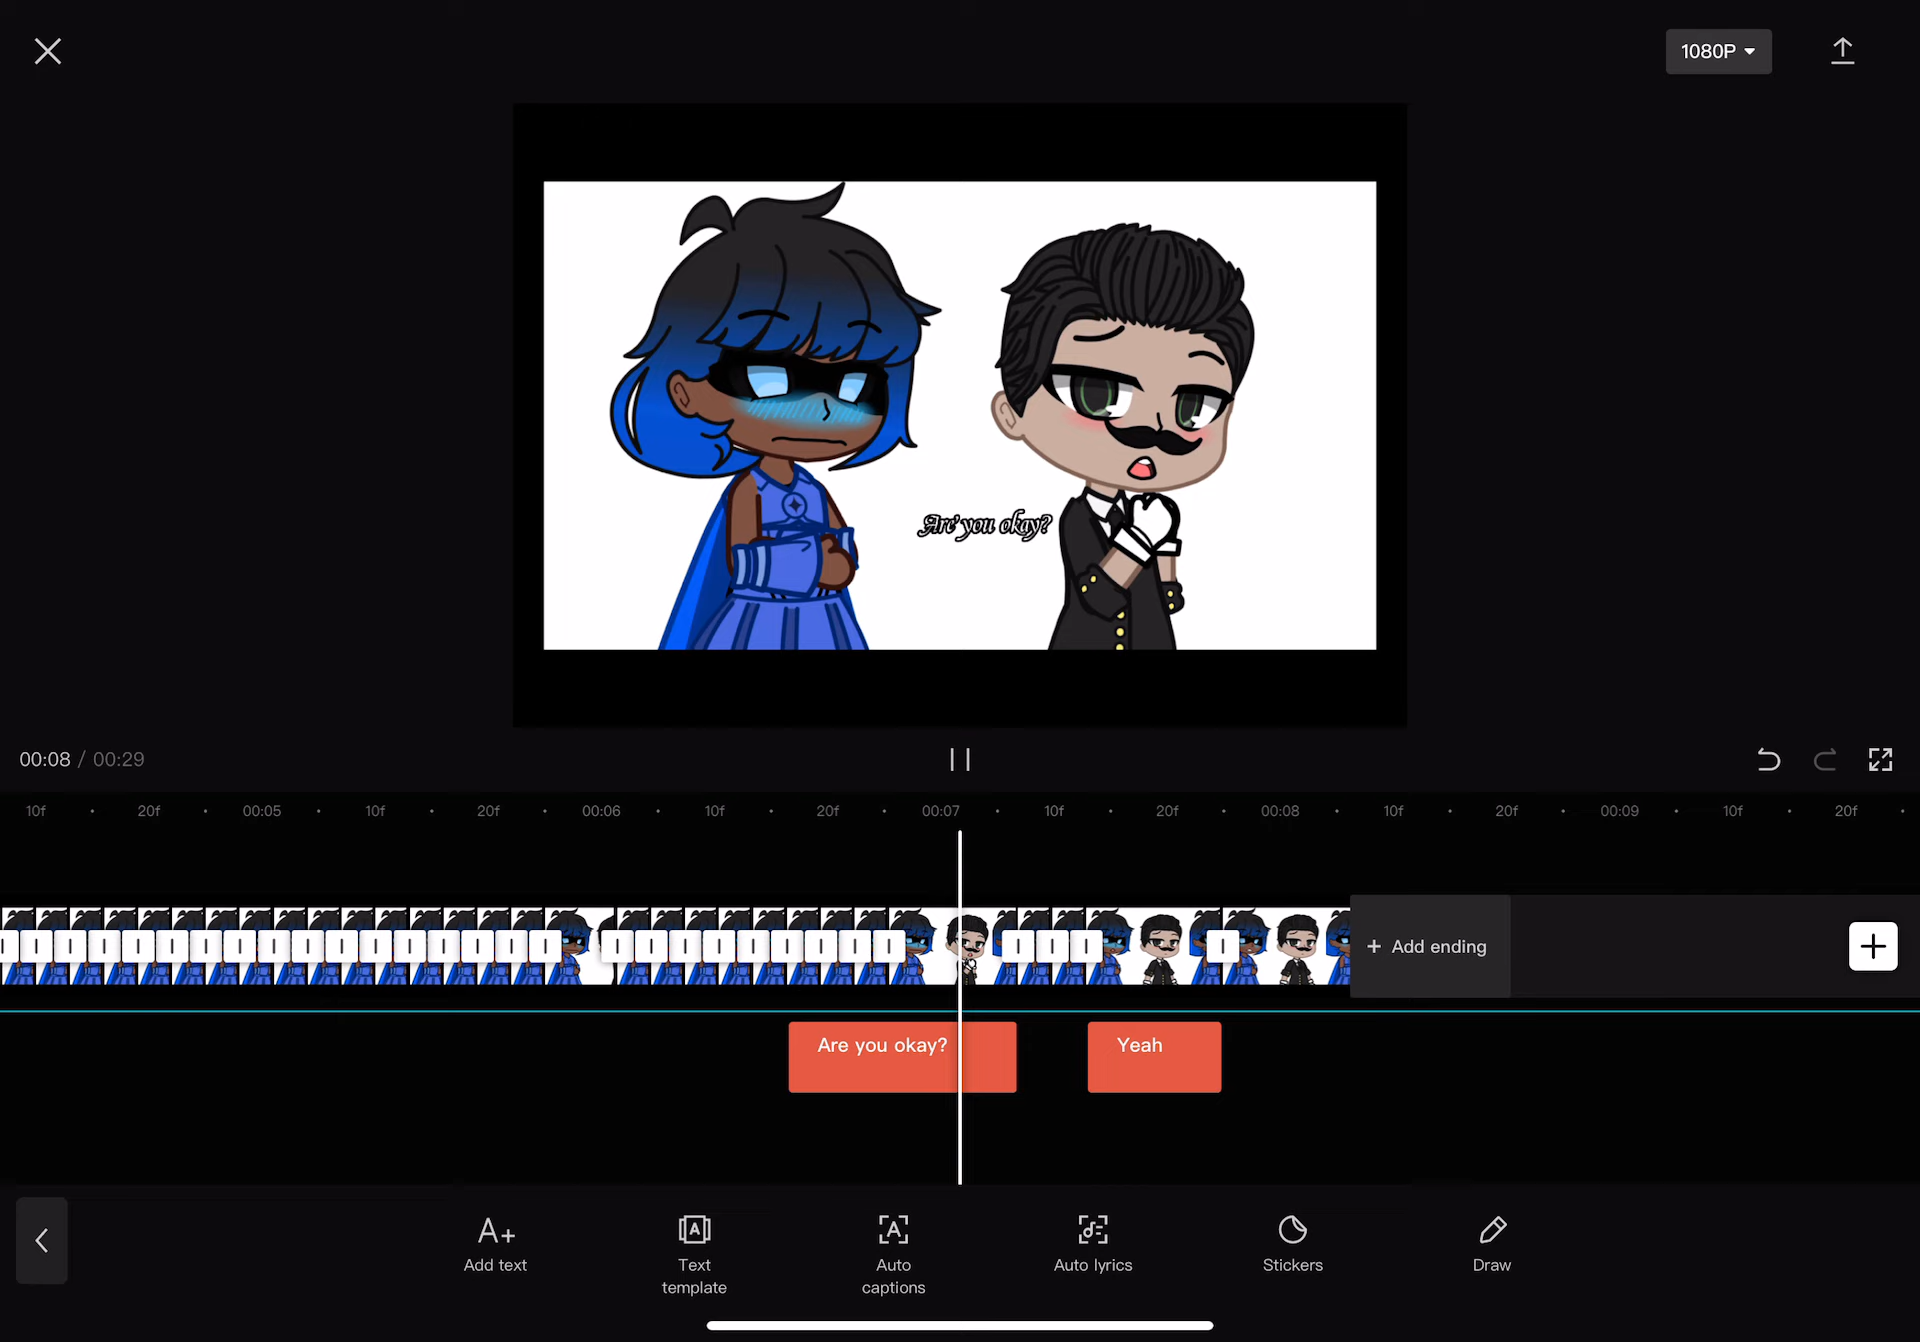 1080P
Are you okay?
00:08 / 00:29
10f 20f 00:05 10f 20f 00:06 10f 20f 00:07 10f 20f 00:08 10f 20f 00:09 10f 20f
+ Add ending
Are you okay? Yeah
Add text Text template Auto captions Auto lyrics Stickers Draw